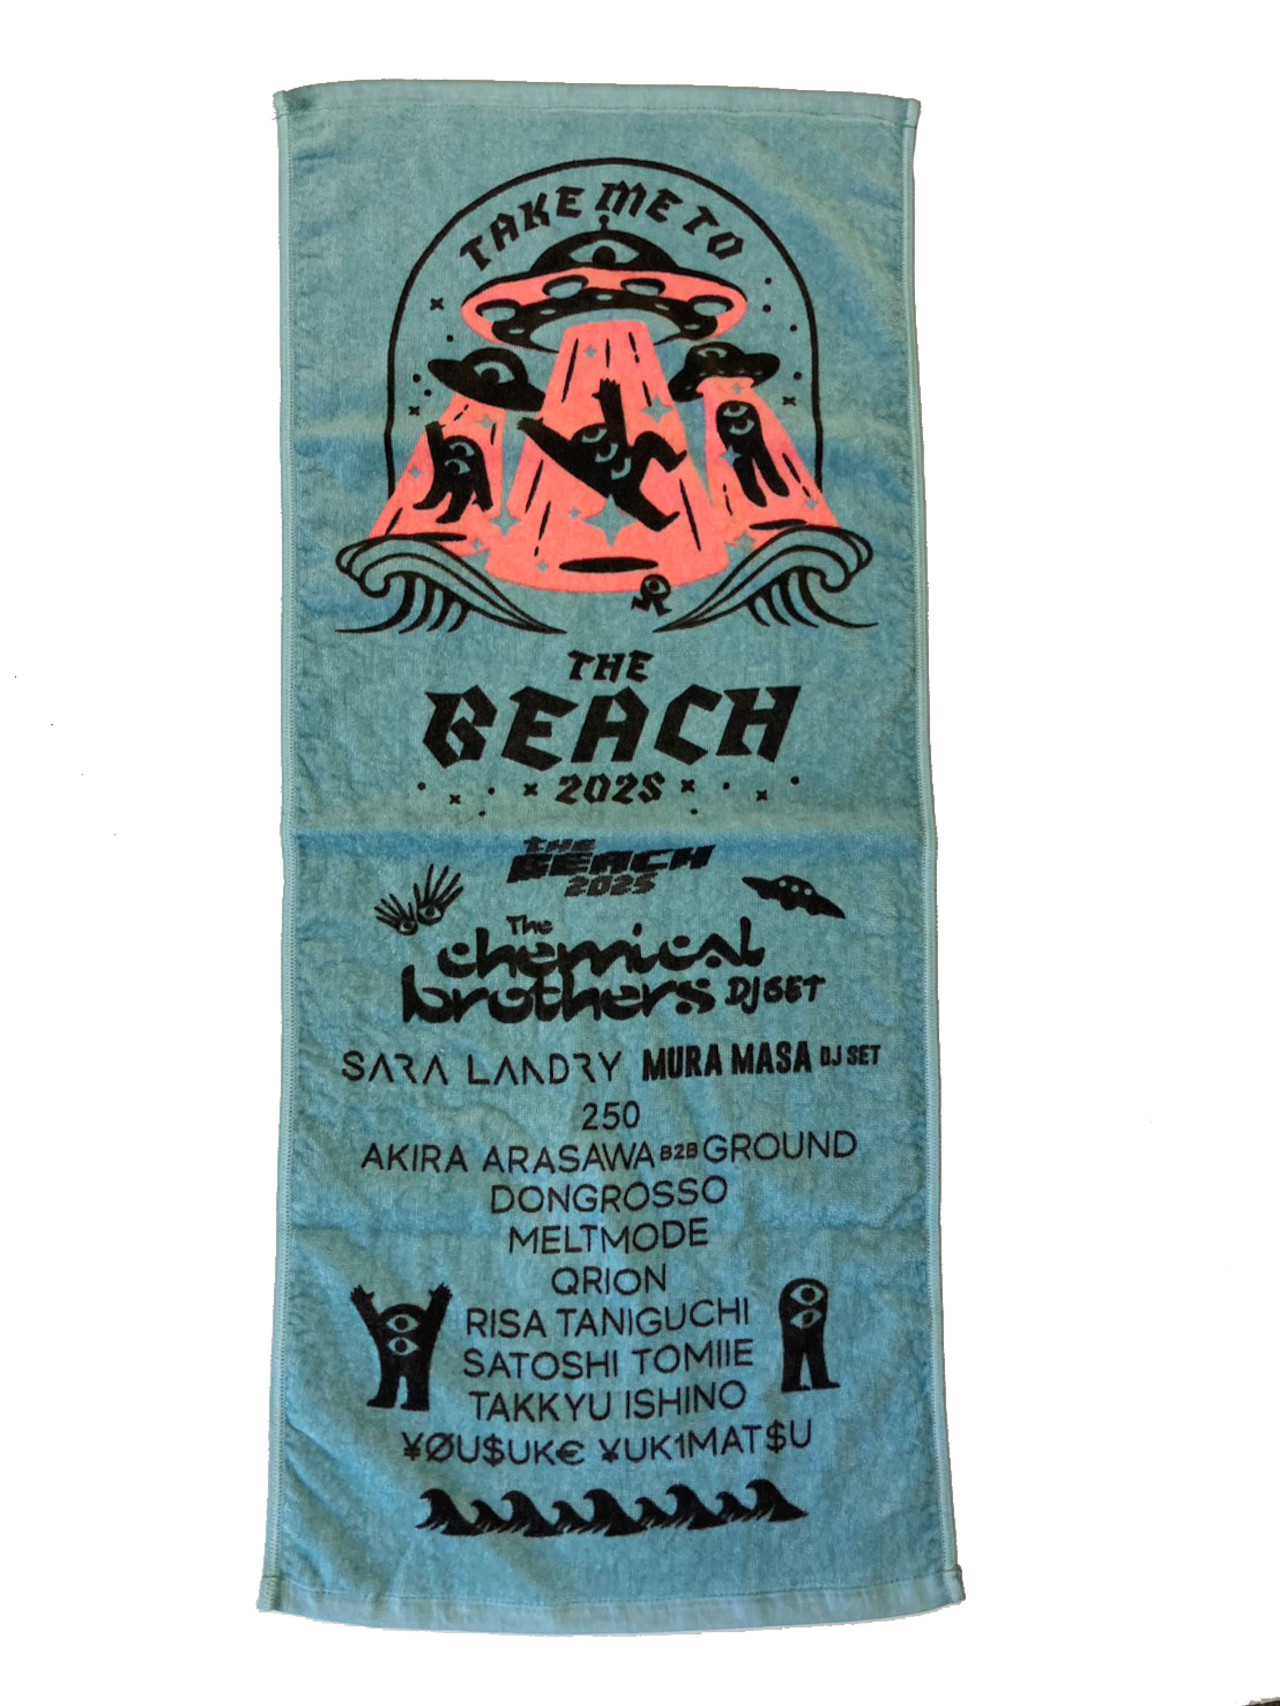 TAKE ME TO
THE
BEACH
2025
THE
BEACH
2025
The
chemical
brothers DJ SET
SARA LANDRY MURA MASA DJ SET
250
AKIRA ARASAWA B2B GROUND
DONGROSSO
MELTMODE
QRION
RISA TANIGUCHI
SATOSHI TOMIIE
TAKKYU ISHINO
¥ØU$UK€ ¥UK1MAT$U